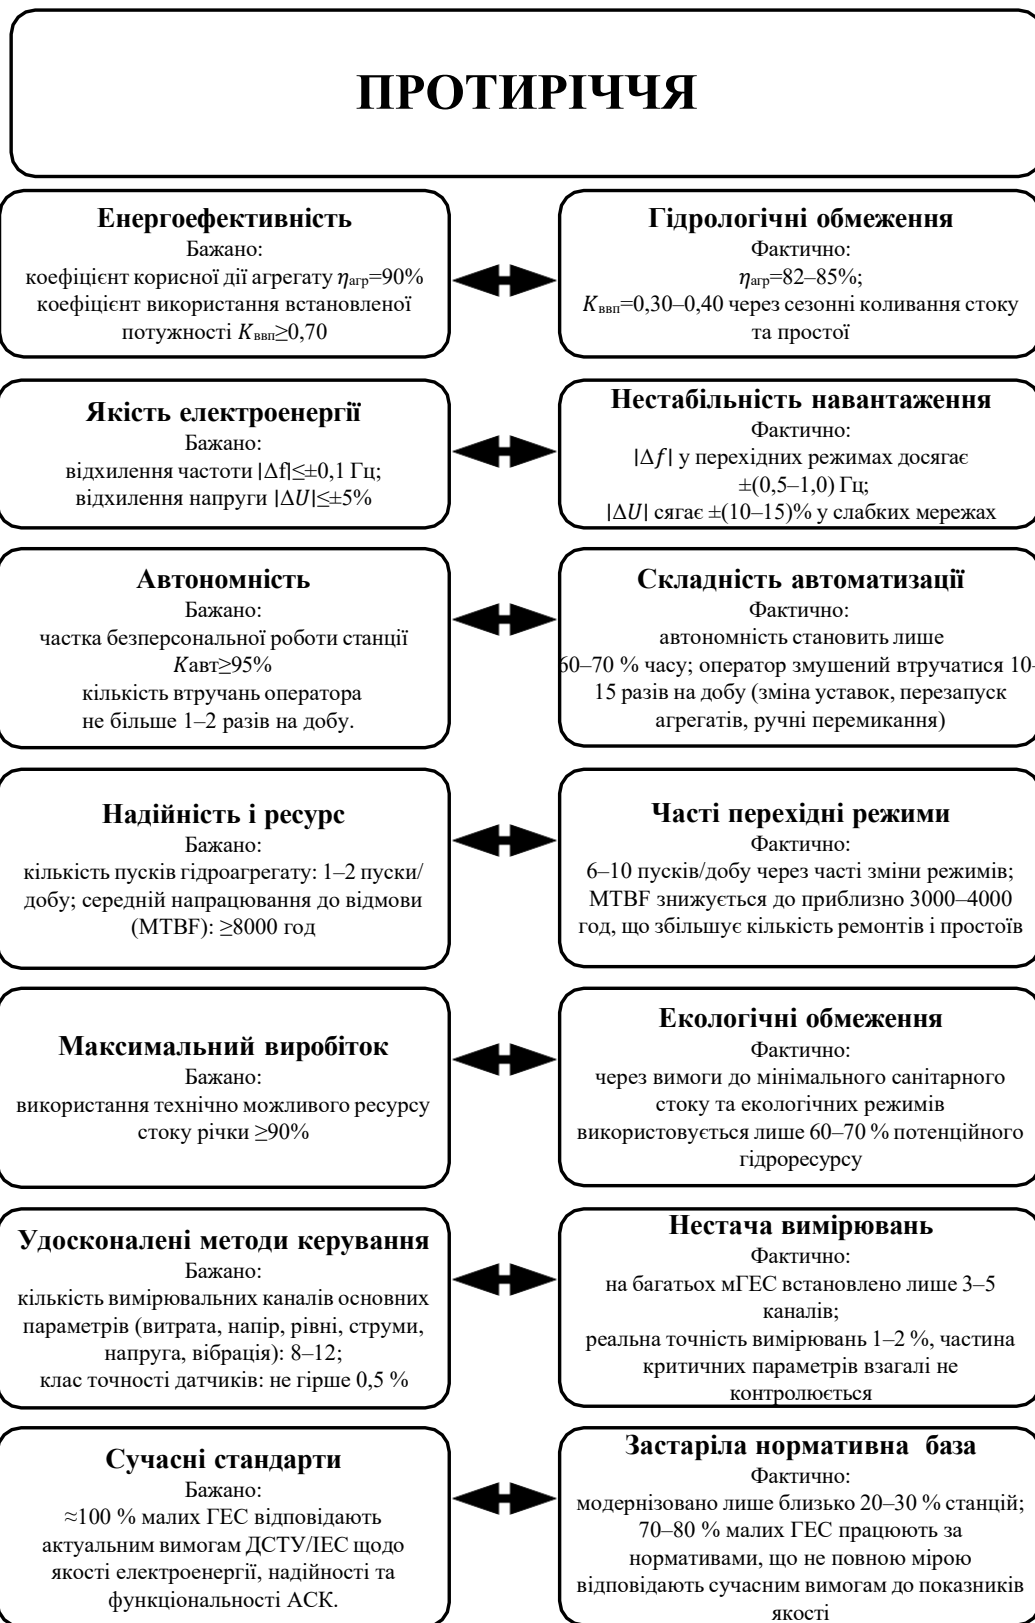 ПРОТИРІЧЧЯ
Енергоефективність
Бажано:
коефіцієнт корисної дії агрегату ηагр=90%
коефіцієнт використання встановленої
потужності Kввп≥0,70
Гідрологічні обмеження
Фактично:
ηагр=82–85%;
Kввп=0,30–0,40 через сезонні коливання стоку
та простої
Якість електроенергії
Бажано:
відхилення частоти |Δf|≤±0,1 Гц;
відхилення напруги |ΔU|≤±5%
Нестабільність навантаження
Фактично:
|Δf| у перехідних режимах досягає
±(0,5–1,0) Гц;
|ΔU| сягає ±(10–15)% у слабких мережах
Автономність
Бажано:
частка безперсональної роботи станції
Kавт≥95%
кількість втручань оператора
не більше 1–2 разів на добу.
Складність автоматизації
Фактично:
автономність становить лише
60–70 % часу; оператор змушений втручатися 10–
15 разів на добу (зміна уставок, перезапуск
агрегатів, ручні перемикання)
Надійність і ресурс
Бажано:
кількість пусків гідроагрегату: 1–2 пуски/
добу; середній напрацювання до відмови
(MTBF): ≥8000 год
Часті перехідні режими
Фактично:
6–10 пусків/добу через часті зміни режимів;
MTBF знижується до приблизно 3000–4000
год, що збільшує кількість ремонтів і простоїв
Максимальний виробіток
Бажано:
використання технічно можливого ресурсу
стоку річки ≥90%
Екологічні обмеження
Фактично:
через вимоги до мінімального санітарного
стоку та екологічних режимів
використовується лише 60–70 % потенційного
гідроресурсу
Удосконалені методи керування
Бажано:
кількість вимірювальних каналів основних
параметрів (витрата, напір, рівні, струми,
напруга, вібрація): 8–12;
клас точності датчиків: не гірше 0,5 %
Нестача вимірювань
Фактично:
на багатьох мГЕС встановлено лише 3–5
каналів;
реальна точність вимірювань 1–2 %, частина
критичних параметрів взагалі не
контролюється
Сучасні стандарти
Бажано:
≈100 % малих ГЕС відповідають
актуальним вимогам ДСТУ/ІЕС щодо
якості електроенергії, надійності та
функціональності АСК.
Застаріла нормативна база
Фактично:
модернізовано лише близько 20–30 % станцій;
70–80 % малих ГЕС працюють за
нормативами, що не повною мірою
відповідають сучасним вимогам до показників
якості